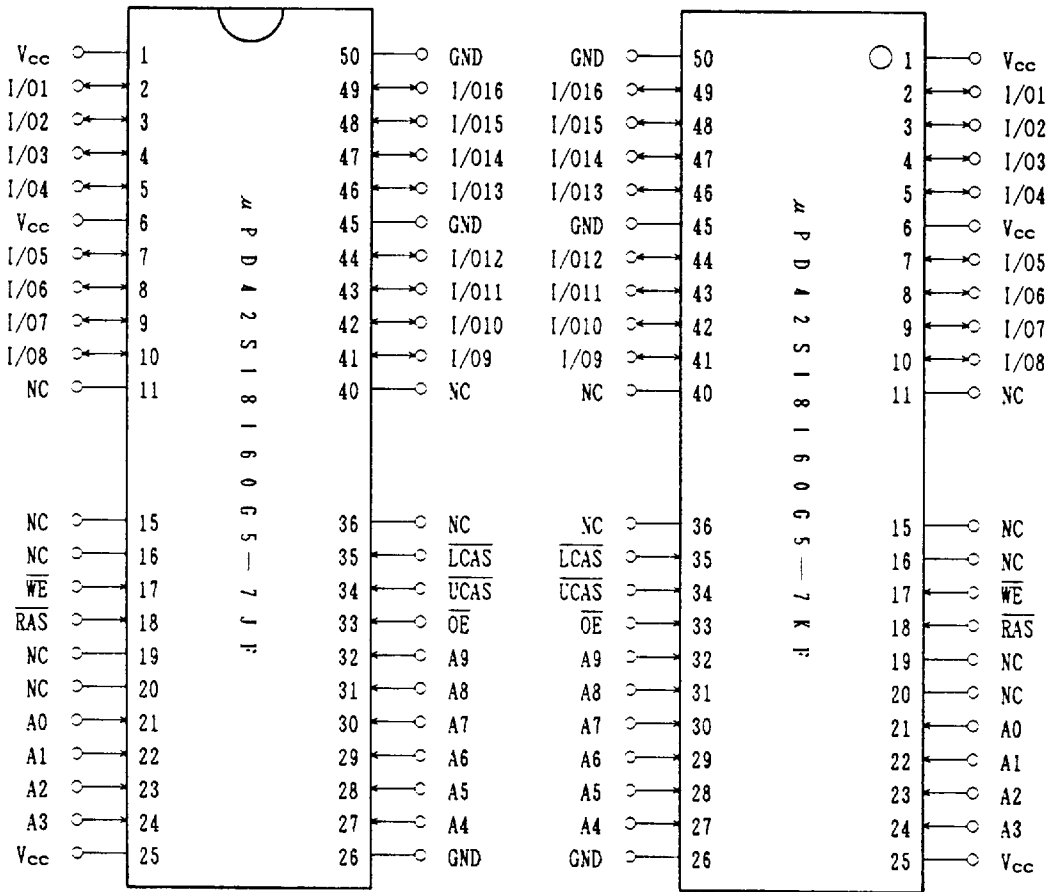 Vcc 1 50 GND GND 50 1 Vcc
I/O1 2 49 I/O16 I/O16 49 2 I/O1
I/O2 3 48 I/O15 I/O15 48 3 I/O2
I/O3 4 47 I/O14 I/O14 47 4 I/O3
I/O4 5 46 I/O13 I/O13 46 5 I/O4
Vcc 6 45 GND GND 45 6 Vcc
I/O5 7 44 I/O12 I/O12 44 7 I/O5
I/O6 8 43 I/O11 I/O11 43 8 I/O6
I/O7 9 42 I/O10 I/O10 42 9 I/O7
I/O8 10 41 I/O9 I/O9 41 10 I/O8
NC 11 40 NC NC 40 11 NC
NC 15 36 NC NC 36 15 NC
NC 16 35 LCAS LCAS 35 16 NC
WE 17 34 UCAS UCAS 34 17 WE
RAS 18 33 OE OE 33 18 RAS
NC 19 32 A9 A9 32 19 NC
NC 20 31 A8 A8 31 20 NC
A0 21 30 A7 A7 30 21 A0
A1 22 29 A6 A6 29 22 A1
A2 23 28 A5 A5 28 23 A2
A3 24 27 A4 A4 27 24 A3
Vcc 25 26 GND GND 26 25 Vcc
μPD42S18160G5-7JF
μPD42S18160G5-7KF